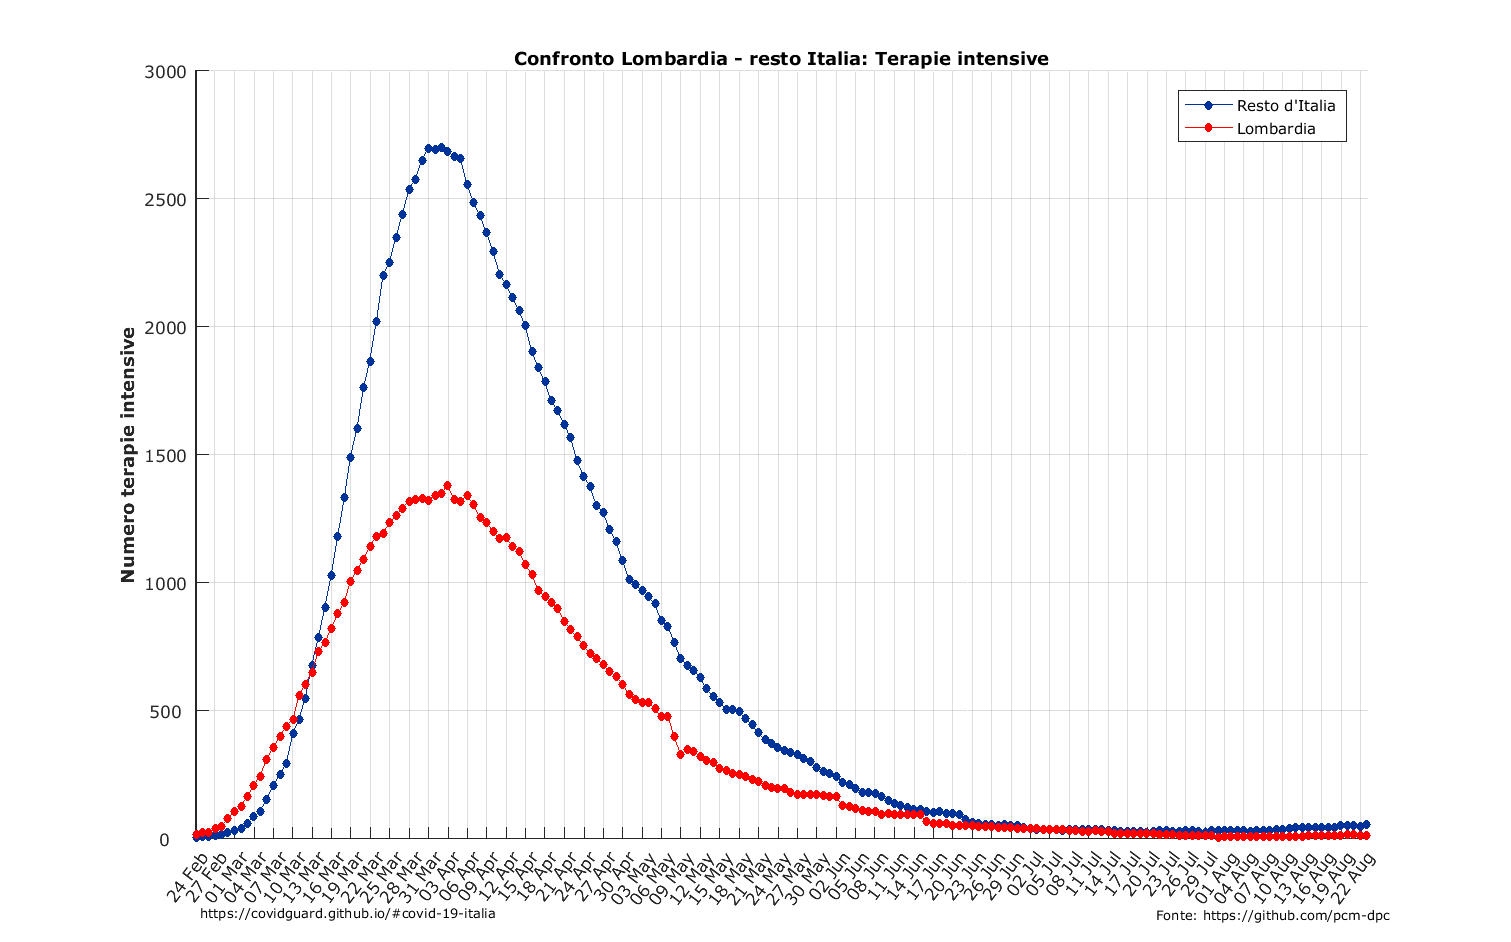 Confronto Lombardia - resto Italia: Terapie intensive
3000
2500
2000
1500
1000
500
0
Numero terapie intensive
Resto d'Italia
Lombardia
24 Feb
27 Feb
01 Mar
04 Mar
07 Mar
10 Mar
13 Mar
16 Mar
19 Mar
22 Mar
25 Mar
28 Mar
31 Mar
03 Apr
06 Apr
09 Apr
12 Apr
15 Apr
18 Apr
21 Apr
24 Apr
27 Apr
30 Apr
03 May
06 May
09 May
12 May
15 May
18 May
21 May
24 May
27 May
30 May
02 Jun
05 Jun
08 Jun
11 Jun
14 Jun
17 Jun
20 Jun
23 Jun
26 Jun
29 Jun
02 Jul
05 Jul
08 Jul
11 Jul
14 Jul
17 Jul
20 Jul
23 Jul
26 Jul
29 Jul
01 Aug
04 Aug
07 Aug
10 Aug
13 Aug
16 Aug
19 Aug
22 Aug
https://covidguard.github.io/#covid-19-italia
Fonte: https://github.com/pcm-dpc